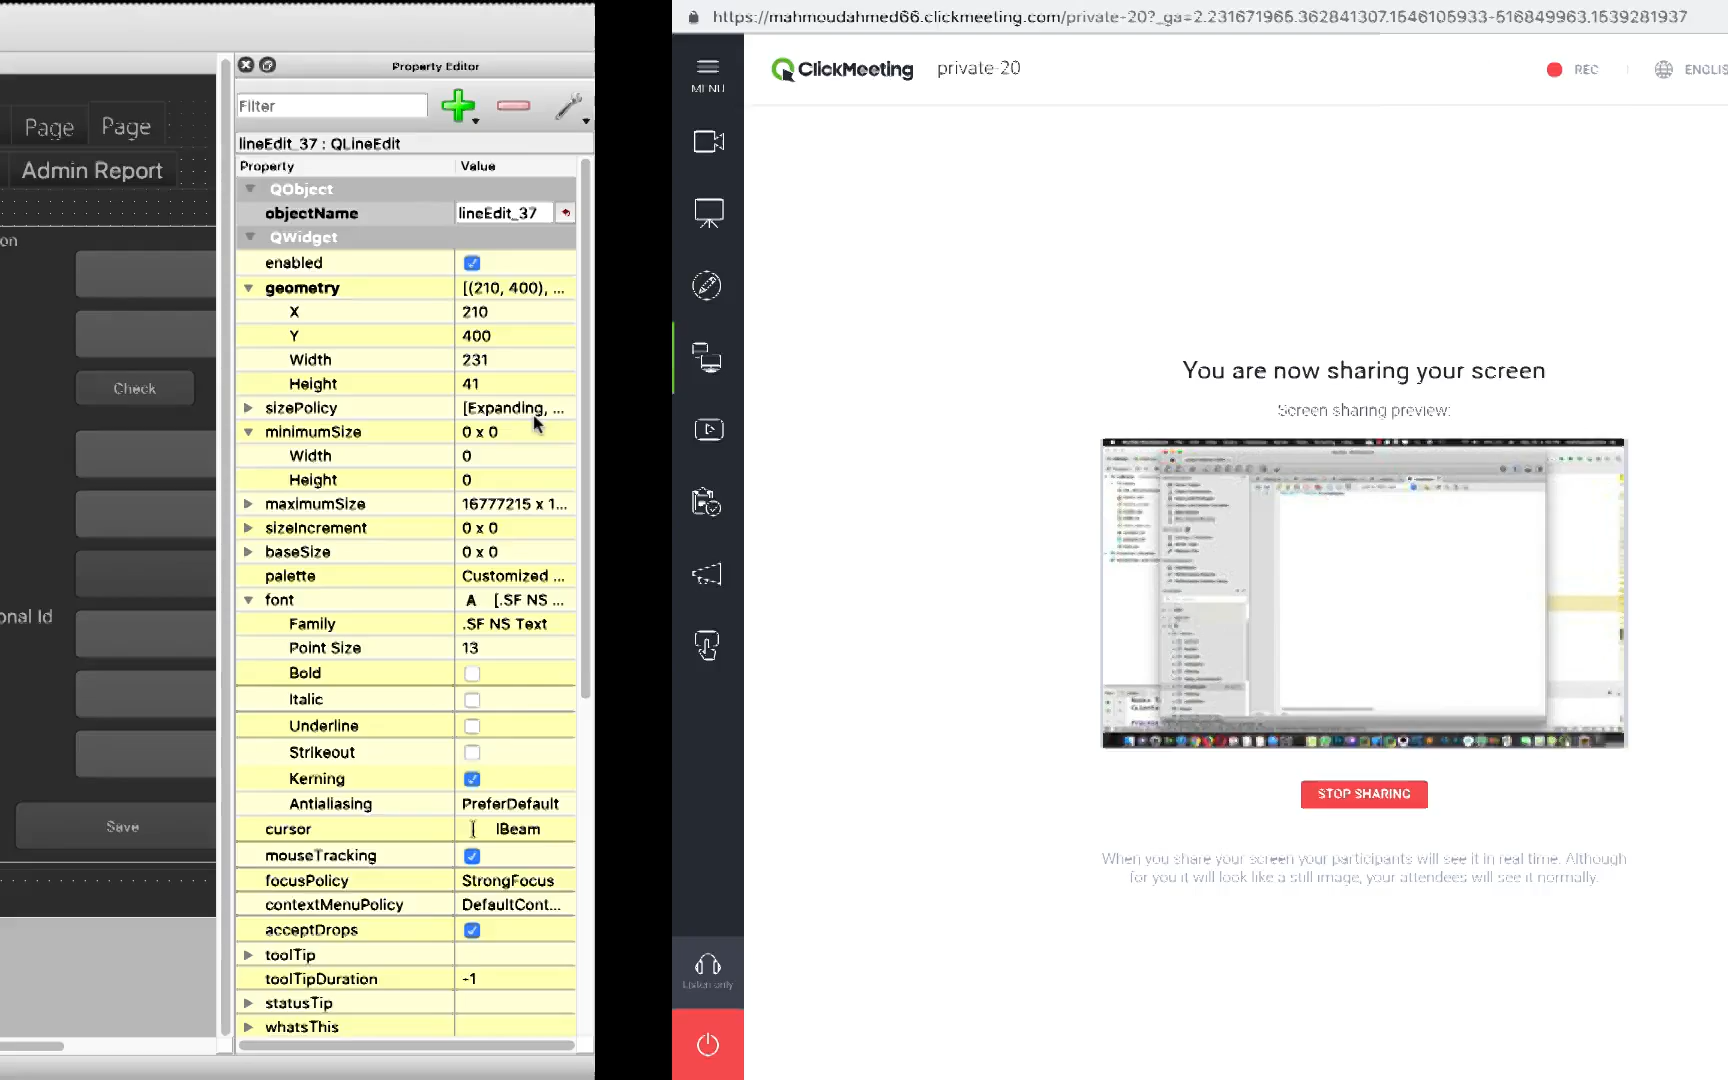 Page
Page
Admin Report
on
Check
onal Id
Save
Property Editor
Filter
lineEdit_37 : QLineEdit
Property Value
QObject
objectName lineEdit_37
QWidget
enabled
geometry [(210, 400), ...
X 210
Y 400
Width 231
Height 41
sizePolicy [Expanding, ...
minimumSize 0 x 0
Width 0
Height 0
maximumSize 16777215 x 1...
sizeIncrement 0 x 0
baseSize 0 x 0
palette Customized ...
font A [.SF NS ...
Family .SF NS Text
Point Size 13
Bold
Italic
Underline
Strikeout
Kerning
Antialiasing PreferDefault
cursor IBeam
mouseTracking
focusPolicy StrongFocus
contextMenuPolicy DefaultCont...
acceptDrops
toolTip
toolTipDuration -1
statusTip
whatsThis
https://mahmoudahmed66.clickmeeting.com/private-20?_ga=2.231671965.362841307.1546105933-516849963.1539281937
MENU
ClickMeeting private-20
REC
ENGLIS
You are now sharing your screen
Screen sharing preview:
STOP SHARING
When you share your screen your participants will see it in real time. Although
for you it will look like a still image, your attendees will see it normally.
Listen only